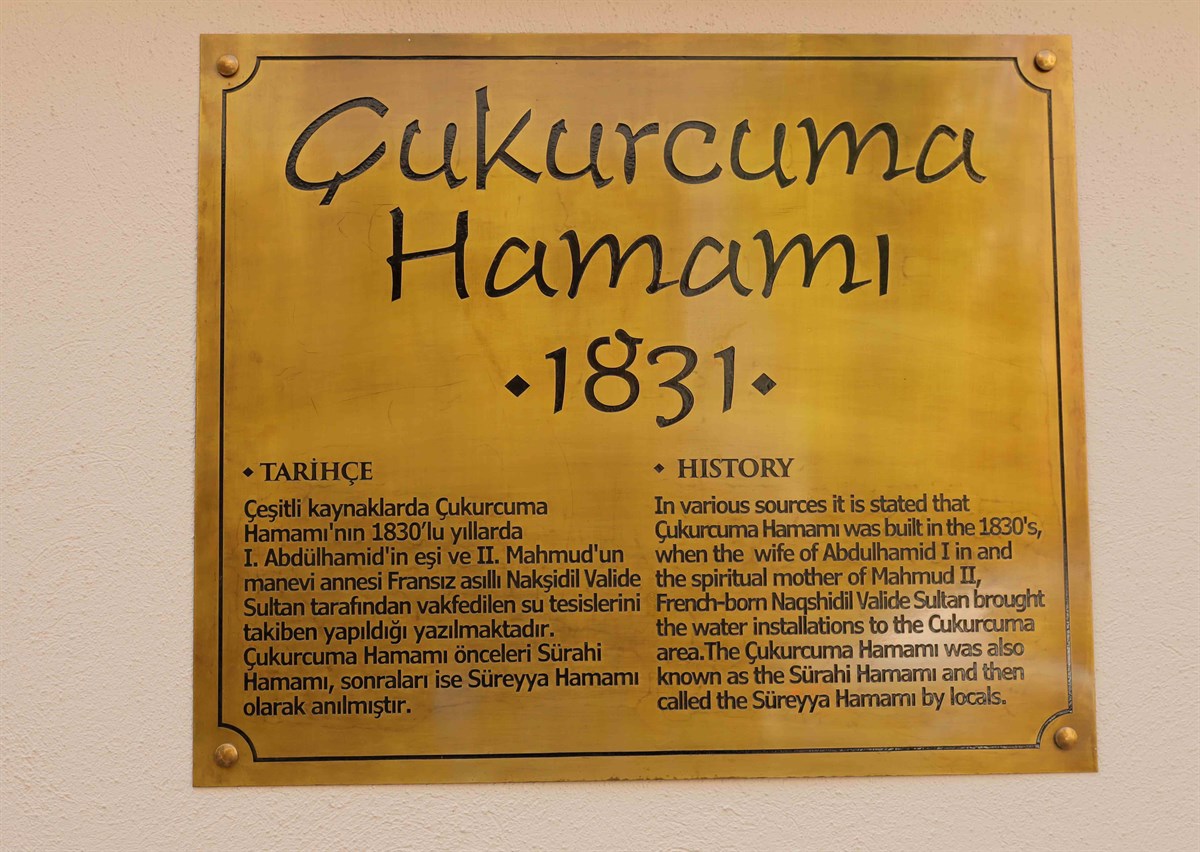 Çukurcuma
Hamamı
1831
TARİHÇE
Çeşitli kaynaklarda Çukurcuma
Hamamı'nın 1830’lu yıllarda
I. Abdülhamid'in eşi ve II. Mahmud'un
manevi annesi Fransız asıllı Nakşidil Valide
Sultan tarafından vakfedilen su tesislerini
takiben yapıldığı yazılmaktadır.
Çukurcuma Hamamı önceleri Sürahi
Hamamı, sonraları ise Süreyya Hamamı
olarak anılmıştır.
HISTORY
In various sources it is stated that
Çukurcuma Hamamı was built in the 1830's,
when the wife of Abdulhamid I in and
the spiritual mother of Mahmud II,
French-born Naqshidil Valide Sultan brought
the water installations to the Cukurcuma
area.The Çukurcuma Hamamı was also
known as the Sürahi Hamamı and then
called the Süreyya Hamamı by locals.